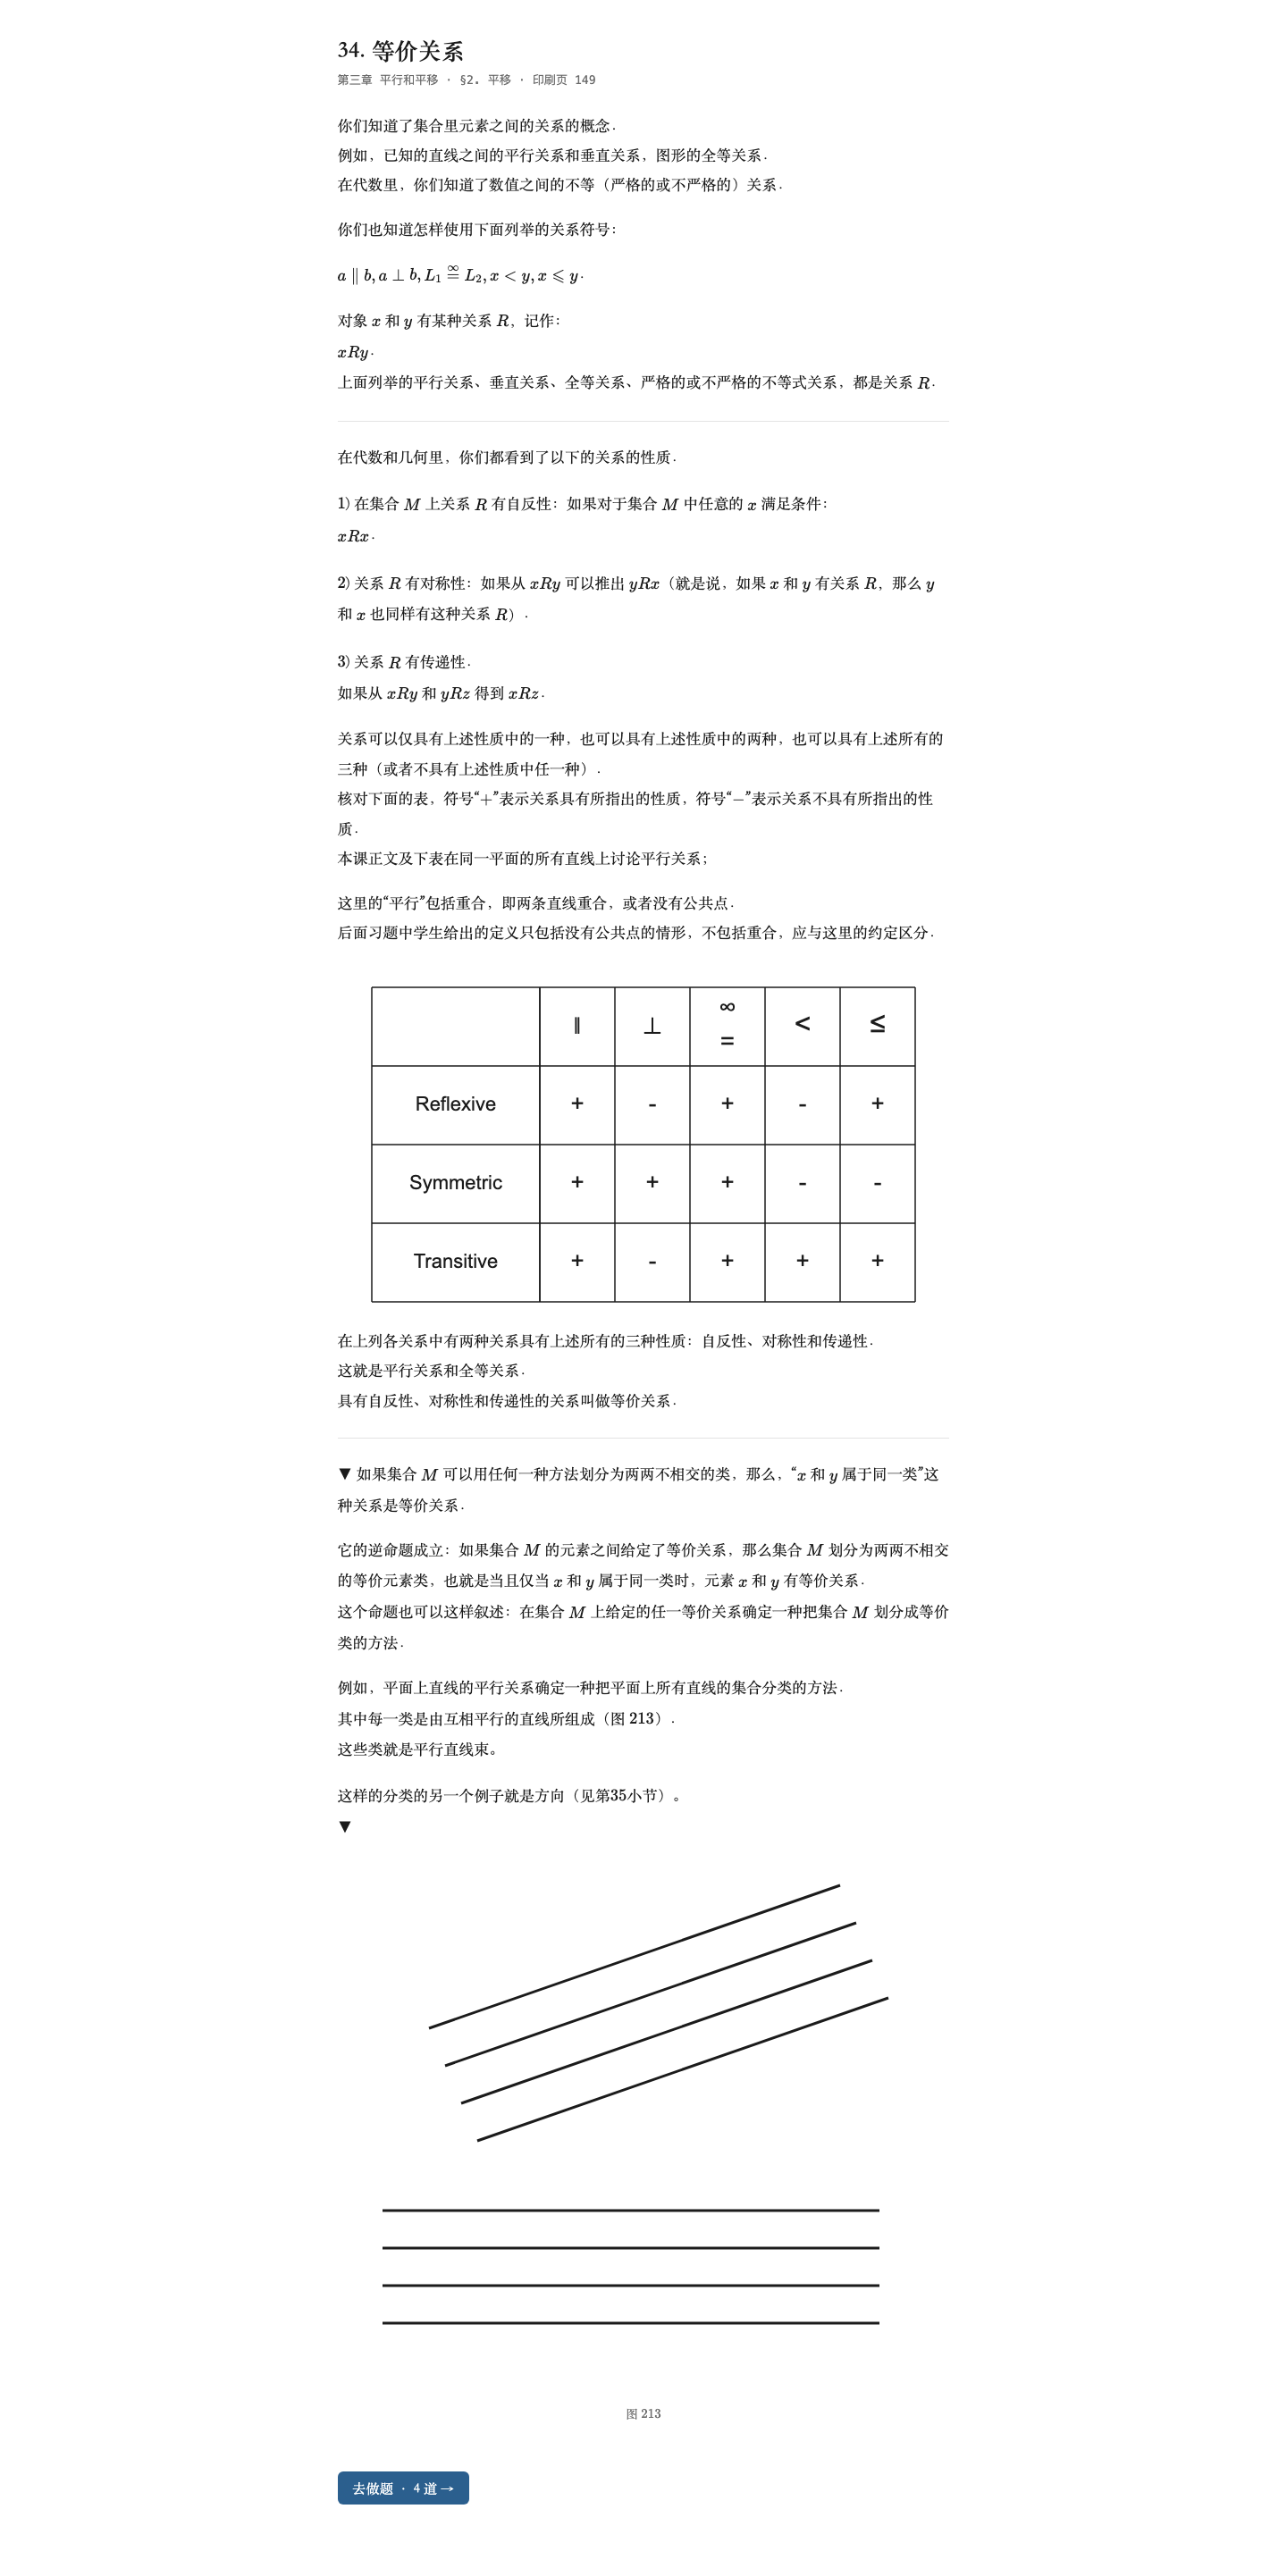 34. 等价关系
第三章 平行和平移 · §2. 平移 · 印刷页 149
你们知道了集合里元素之间的关系的概念.
例如，已知的直线之间的平行关系和垂直关系，图形的全等关系.
在代数里，你们知道了数值之间的不等（严格的或不严格的）关系.
你们也知道怎样使用下面列举的关系符号：
a ∥ b, a ⊥ b, L₁ ≚ L₂, x < y, x ⩽ y.
对象 x 和 y 有某种关系 R，记作：
xRy.
上面列举的平行关系、垂直关系、全等关系、严格的或不严格的不等式关系，都是关系 R.
在代数和几何里，你们都看到了以下的关系的性质.
1) 在集合 M 上关系 R 有自反性：如果对于集合 M 中任意的 x 满足条件：
xRx.
2) 关系 R 有对称性：如果从 xRy 可以推出 yRx（就是说，如果 x 和 y 有关系 R，那么 y
和 x 也同样有这种关系 R）.
3) 关系 R 有传递性.
如果从 xRy 和 yRz 得到 xRz.
关系可以仅具有上述性质中的一种，也可以具有上述性质中的两种，也可以具有上述所有的
三种（或者不具有上述性质中任一种）.
核对下面的表，符号“+”表示关系具有所指出的性质，符号“−”表示关系不具有所指出的性
质.
本课正文及下表在同一平面的所有直线上讨论平行关系；
这里的“平行”包括重合，即两条直线重合，或者没有公共点.
后面习题中学生给出的定义只包括没有公共点的情形，不包括重合，应与这里的约定区分.
∥ ⊥ ∞= < ≤
Reflexive + - + - +
Symmetric + + + - -
Transitive + - + + +
在上列各关系中有两种关系具有上述所有的三种性质：自反性、对称性和传递性.
这就是平行关系和全等关系.
具有自反性、对称性和传递性的关系叫做等价关系.
▼ 如果集合 M 可以用任何一种方法划分为两两不相交的类，那么，“x 和 y 属于同一类”这
种关系是等价关系.
它的逆命题成立：如果集合 M 的元素之间给定了等价关系，那么集合 M 划分为两两不相交
的等价元素类，也就是当且仅当 x 和 y 属于同一类时，元素 x 和 y 有等价关系.
这个命题也可以这样叙述：在集合 M 上给定的任一等价关系确定一种把集合 M 划分成等价
类的方法.
例如，平面上直线的平行关系确定一种把平面上所有直线的集合分类的方法.
其中每一类是由互相平行的直线所组成（图 213）.
这些类就是平行直线束。
这样的分类的另一个例子就是方向（见第35小节）。
▼
图 213
去做题 · 4 道 →